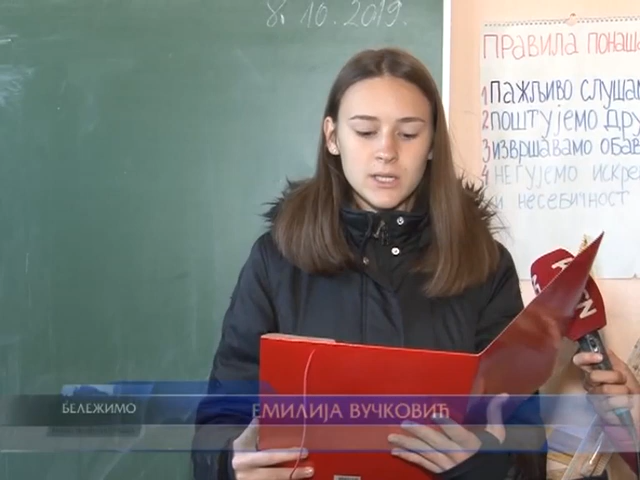 8. 10. 2019.
ПРАВИЛА ПОНАША
1 ПАЖЉИВО СЛУШАМ
2 ПОШТУЈЕМО ДРУ
3 ИЗВРШАВАМО ОБАВ
4 НЕГУЈЕМО ИСКРЕ
И НЕСЕБИЧНОСТ
БЕЛЕЖИМО
ЕМИЛИЈА ВУЧКОВИЋ